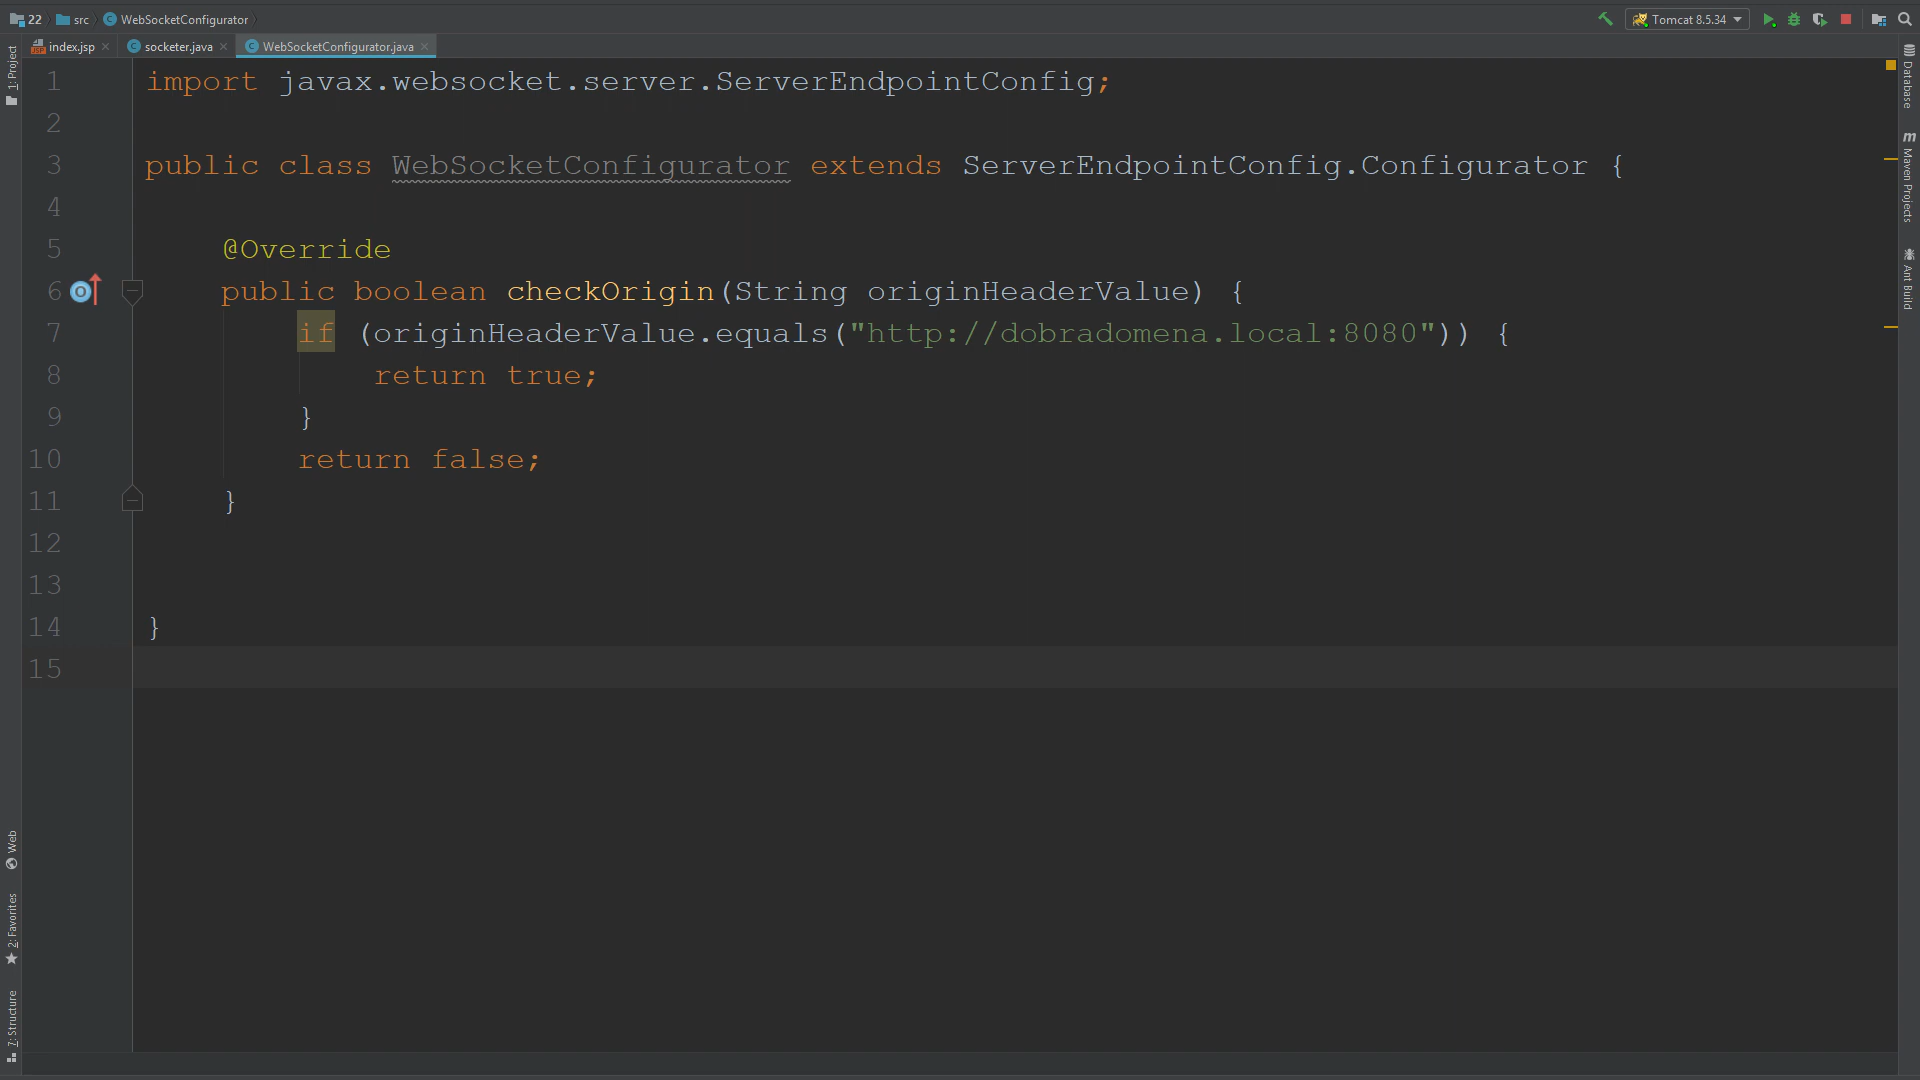 22 src WebSocketConfigurator Tomcat 8.5.34
index.jsp socketer.java WebSocketConfigurator.java
1 import javax.websocket.server.ServerEndpointConfig;
2
3 public class WebSocketConfigurator extends ServerEndpointConfig.Configurator {
4
5 @Override
6 public boolean checkOrigin(String originHeaderValue) {
7 if (originHeaderValue.equals("http://dobradomena.local:8080")) {
8 return true;
9 }
10 return false;
11 }
12
13
14 }
15
1: Project
Web
2: Favorites
7: Structure
Database
m Maven Projects
Ant Build